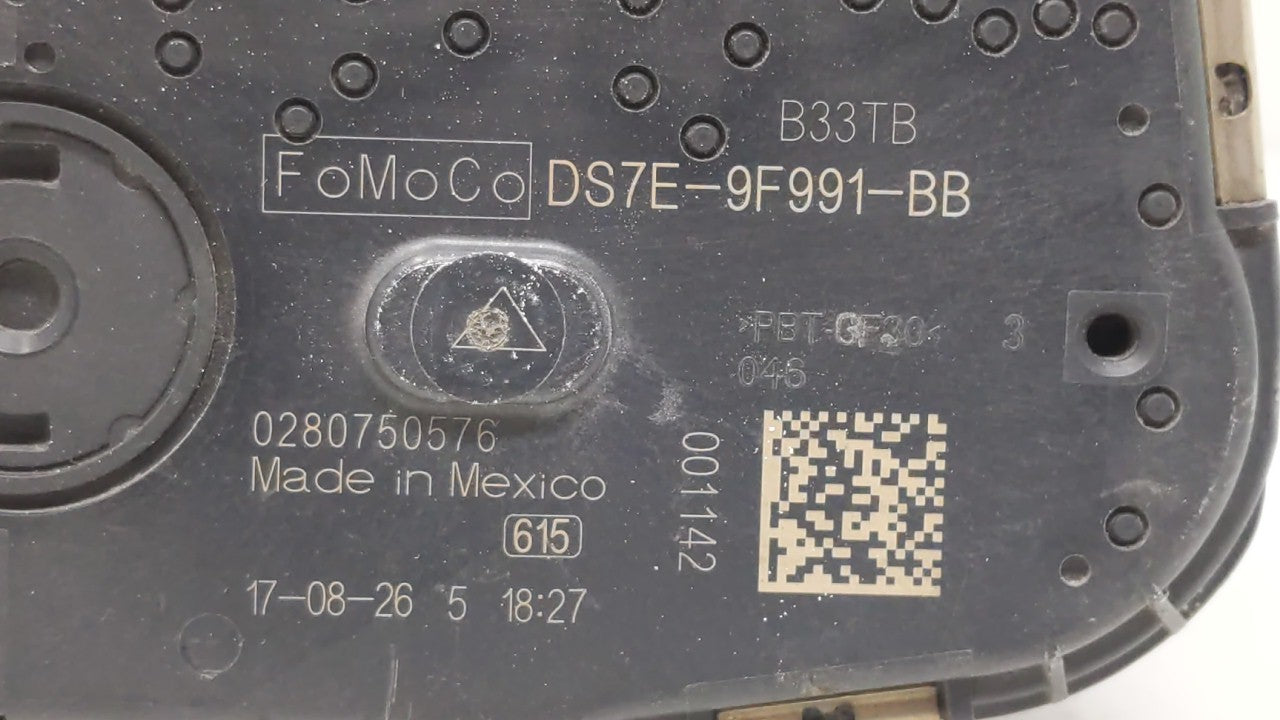 B33TB
FoMoCo DS7E-9F991-BB
>PBT-GF30< 3
046
0280750576
Made in Mexico
001142
615
17-08-26 5 18:27